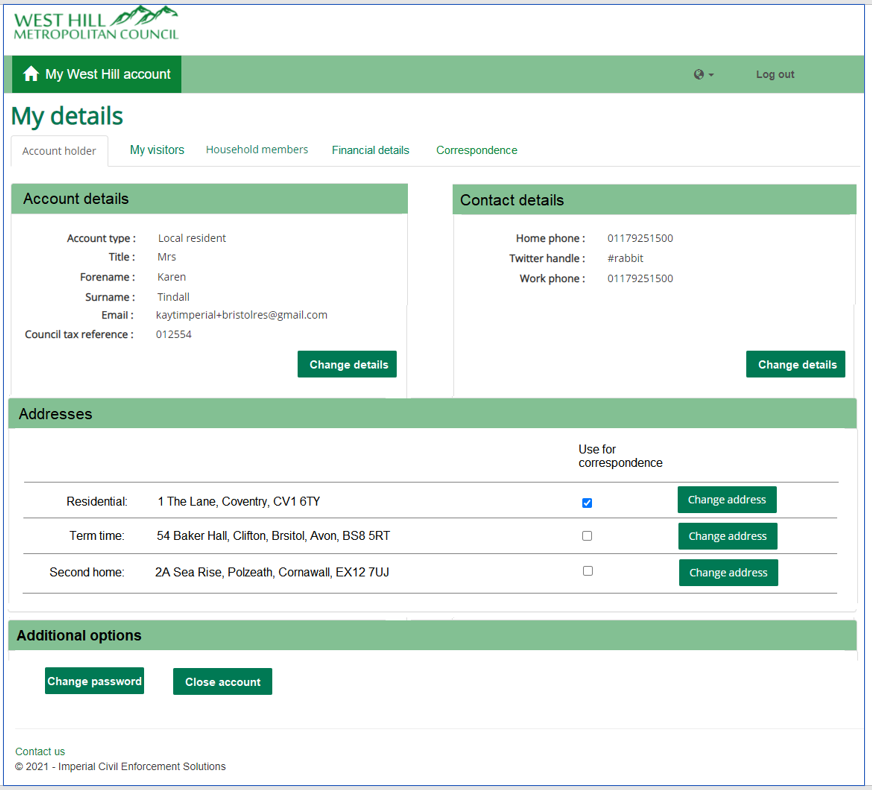 WEST HILL
METROPOLITAN COUNCIL
My West Hill account
Log out
My details
Account holder
My visitors
Household members
Financial details
Correspondence
Account details
Account type :
Local resident
Title :
Mrs
Forename :
Karen
Surname :
Tindall
Email :
kaytimperial+bristolres@gmail.com
Council tax reference :
012554
Change details
Contact details
Home phone :
01179251500
Twitter handle :
#rabbit
Work phone :
01179251500
Change details
Addresses
Use for
correspondence
Residential:
1 The Lane, Coventry, CV1 6TY
Change address
Term time:
54 Baker Hall, Clifton, Brsitol, Avon, BS8 5RT
Change address
Second home:
2A Sea Rise, Polzeath, Cornawall, EX12 7UJ
Change address
Additional options
Change password
Close account
Contact us
© 2021 - Imperial Civil Enforcement Solutions